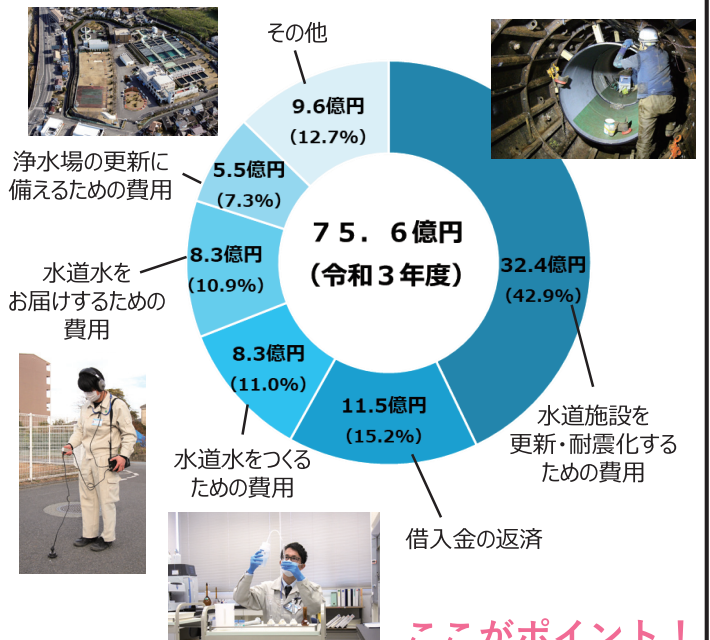 その他
9.6億円
(12.7%)
浄水場の更新に
備えるための費用
5.5億円
(7.3%)
75.6億円
(令和3年度)
水道水を
お届けするための
費用
8.3億円
(10.9%)
32.4億円
(42.9%)
8.3億円
(11.0%)
11.5億円
(15.2%)
水道施設を
更新・耐震化する
ための費用
水道水をつくる
ための費用
借入金の返済
ここがポイント!